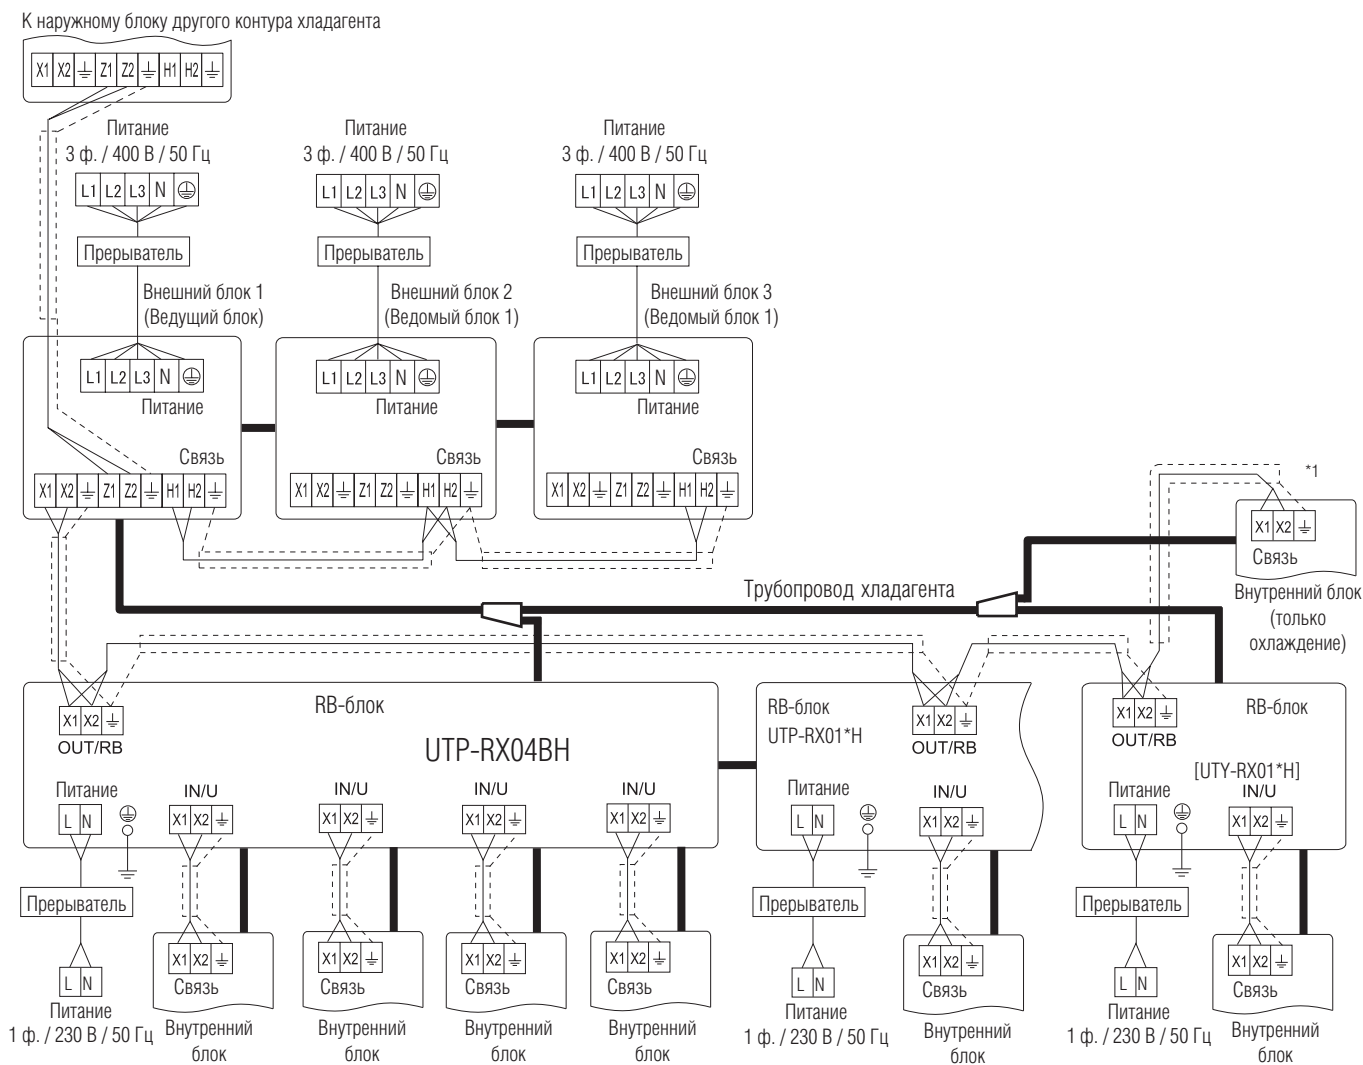 К наружному блоку другого контура хладагента
X1 X2 Z1 Z2 H1 H2
Питание
3 ф. / 400 В / 50 Гц
L1 L2 L3 N
Прерыватель
Внешний блок 1
(Ведущий блок)
L1 L2 L3 N
Питание
Связь
X1 X2 Z1 Z2 H1 H2
Питание
3 ф. / 400 В / 50 Гц
L1 L2 L3 N
Прерыватель
Внешний блок 2
(Ведомый блок 1)
L1 L2 L3 N
Питание
Связь
X1 X2 Z1 Z2 H1 H2
Питание
3 ф. / 400 В / 50 Гц
L1 L2 L3 N
Прерыватель
Внешний блок 3
(Ведомый блок 1)
L1 L2 L3 N
Питание
Связь
X1 X2 Z1 Z2 H1 H2
*1
X1 X2
Связь
Внутренний блок
(только
охлаждение)
Трубопровод хладагента
RB-блок
UTP-RX04BH
X1 X2
OUT/RB
Питание
L N
Прерыватель
L N
Питание
1 ф. / 230 В / 50 Гц
IN/U
X1 X2
X1 X2
Связь
Внутренний
блок
IN/U
X1 X2
X1 X2
Связь
Внутренний
блок
IN/U
X1 X2
X1 X2
Связь
Внутренний
блок
IN/U
X1 X2
X1 X2
Связь
Внутренний
блок
RB-блок
UTP-RX01*H
X1 X2
OUT/RB
Питание
L N
Прерыватель
L N
Питание
1 ф. / 230 В / 50 Гц
IN/U
X1 X2
X1 X2
Связь
Внутренний
блок
X1 X2
OUT/RB
RB-блок
[UTY-RX01*H]
Питание
L N
Прерыватель
L N
Питание
1 ф. / 230 В / 50 Гц
IN/U
X1 X2
X1 X2
Связь
Внутренний
блок